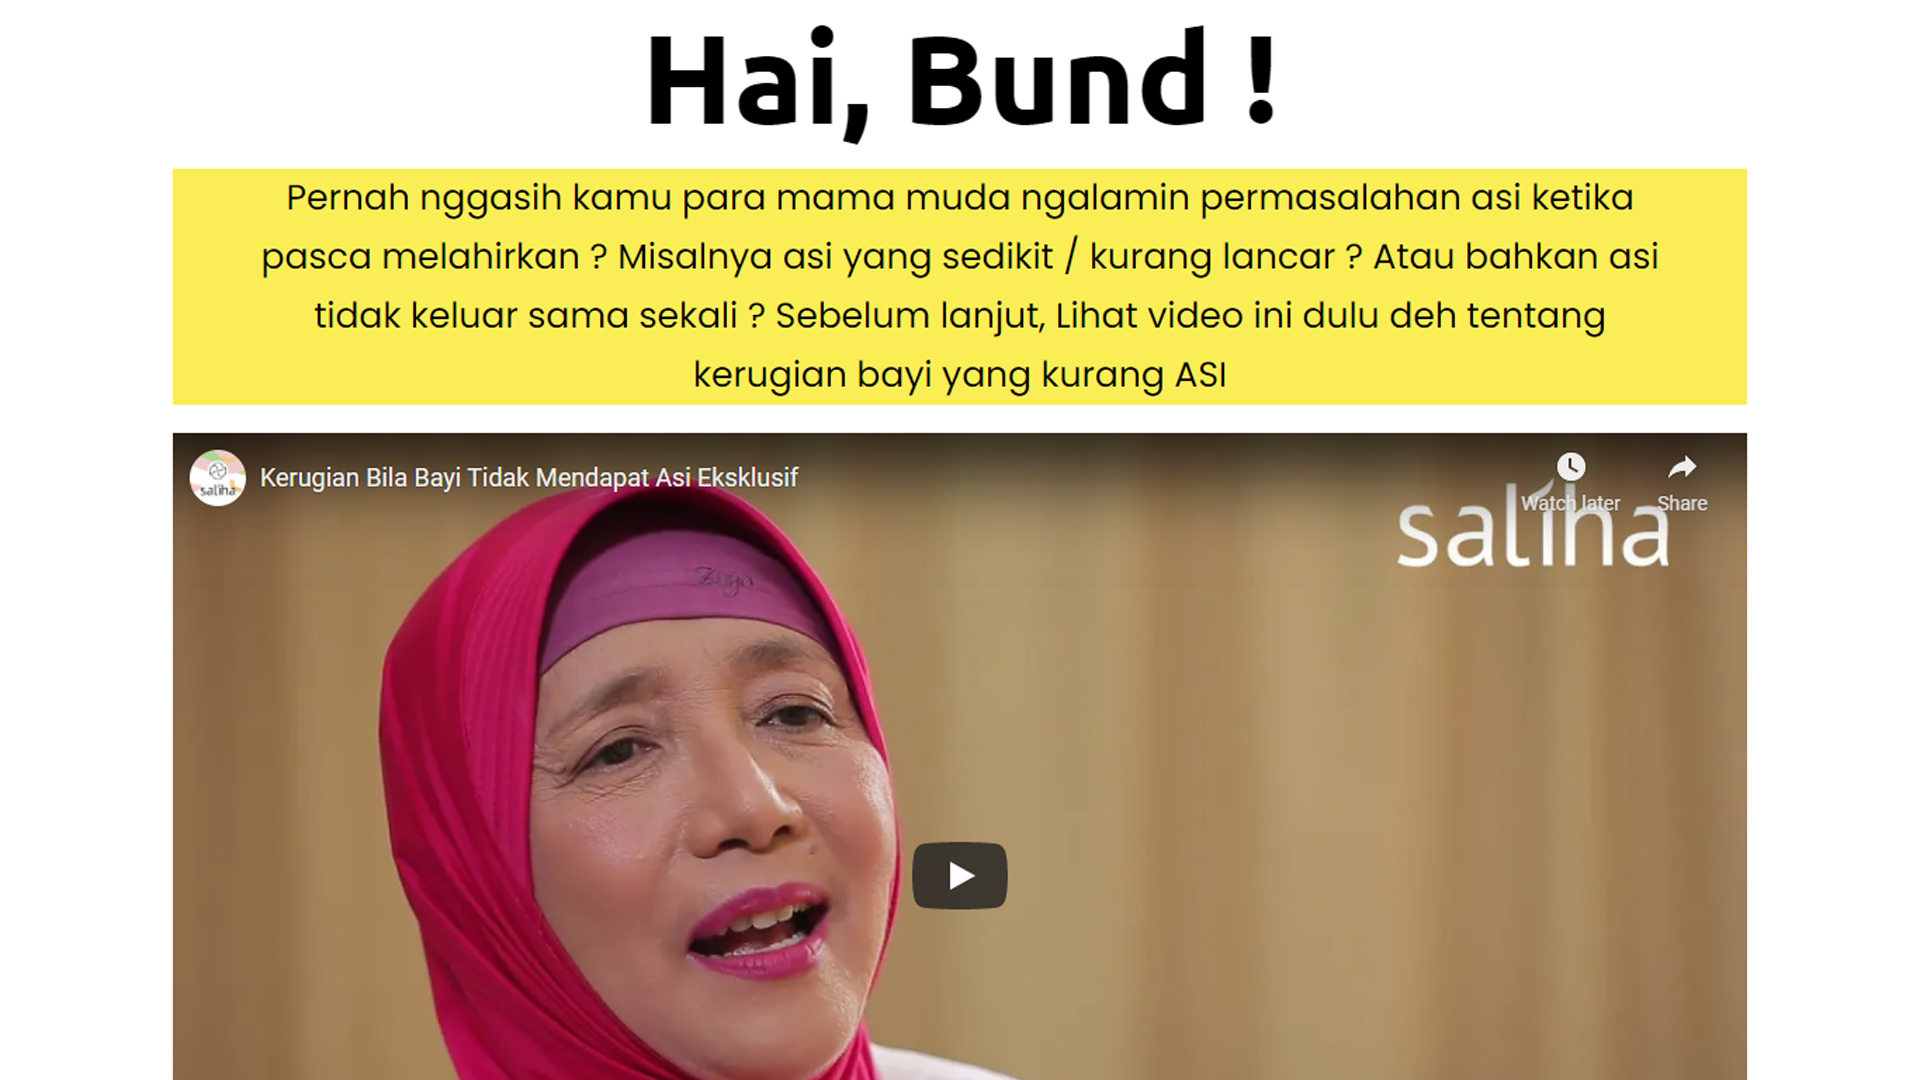 Hai, Bund !
Pernah nggasih kamu para mama muda ngalamin permasalahan asi ketika
pasca melahirkan ? Misalnya asi yang sedikit / kurang lancar ? Atau bahkan asi
tidak keluar sama sekali ? Sebelum lanjut, Lihat video ini dulu deh tentang
kerugian bayi yang kurang ASI
saliha
Kerugian Bila Bayi Tidak Mendapat Asi Eksklusif
Watch later
Share
saliha
Zoya